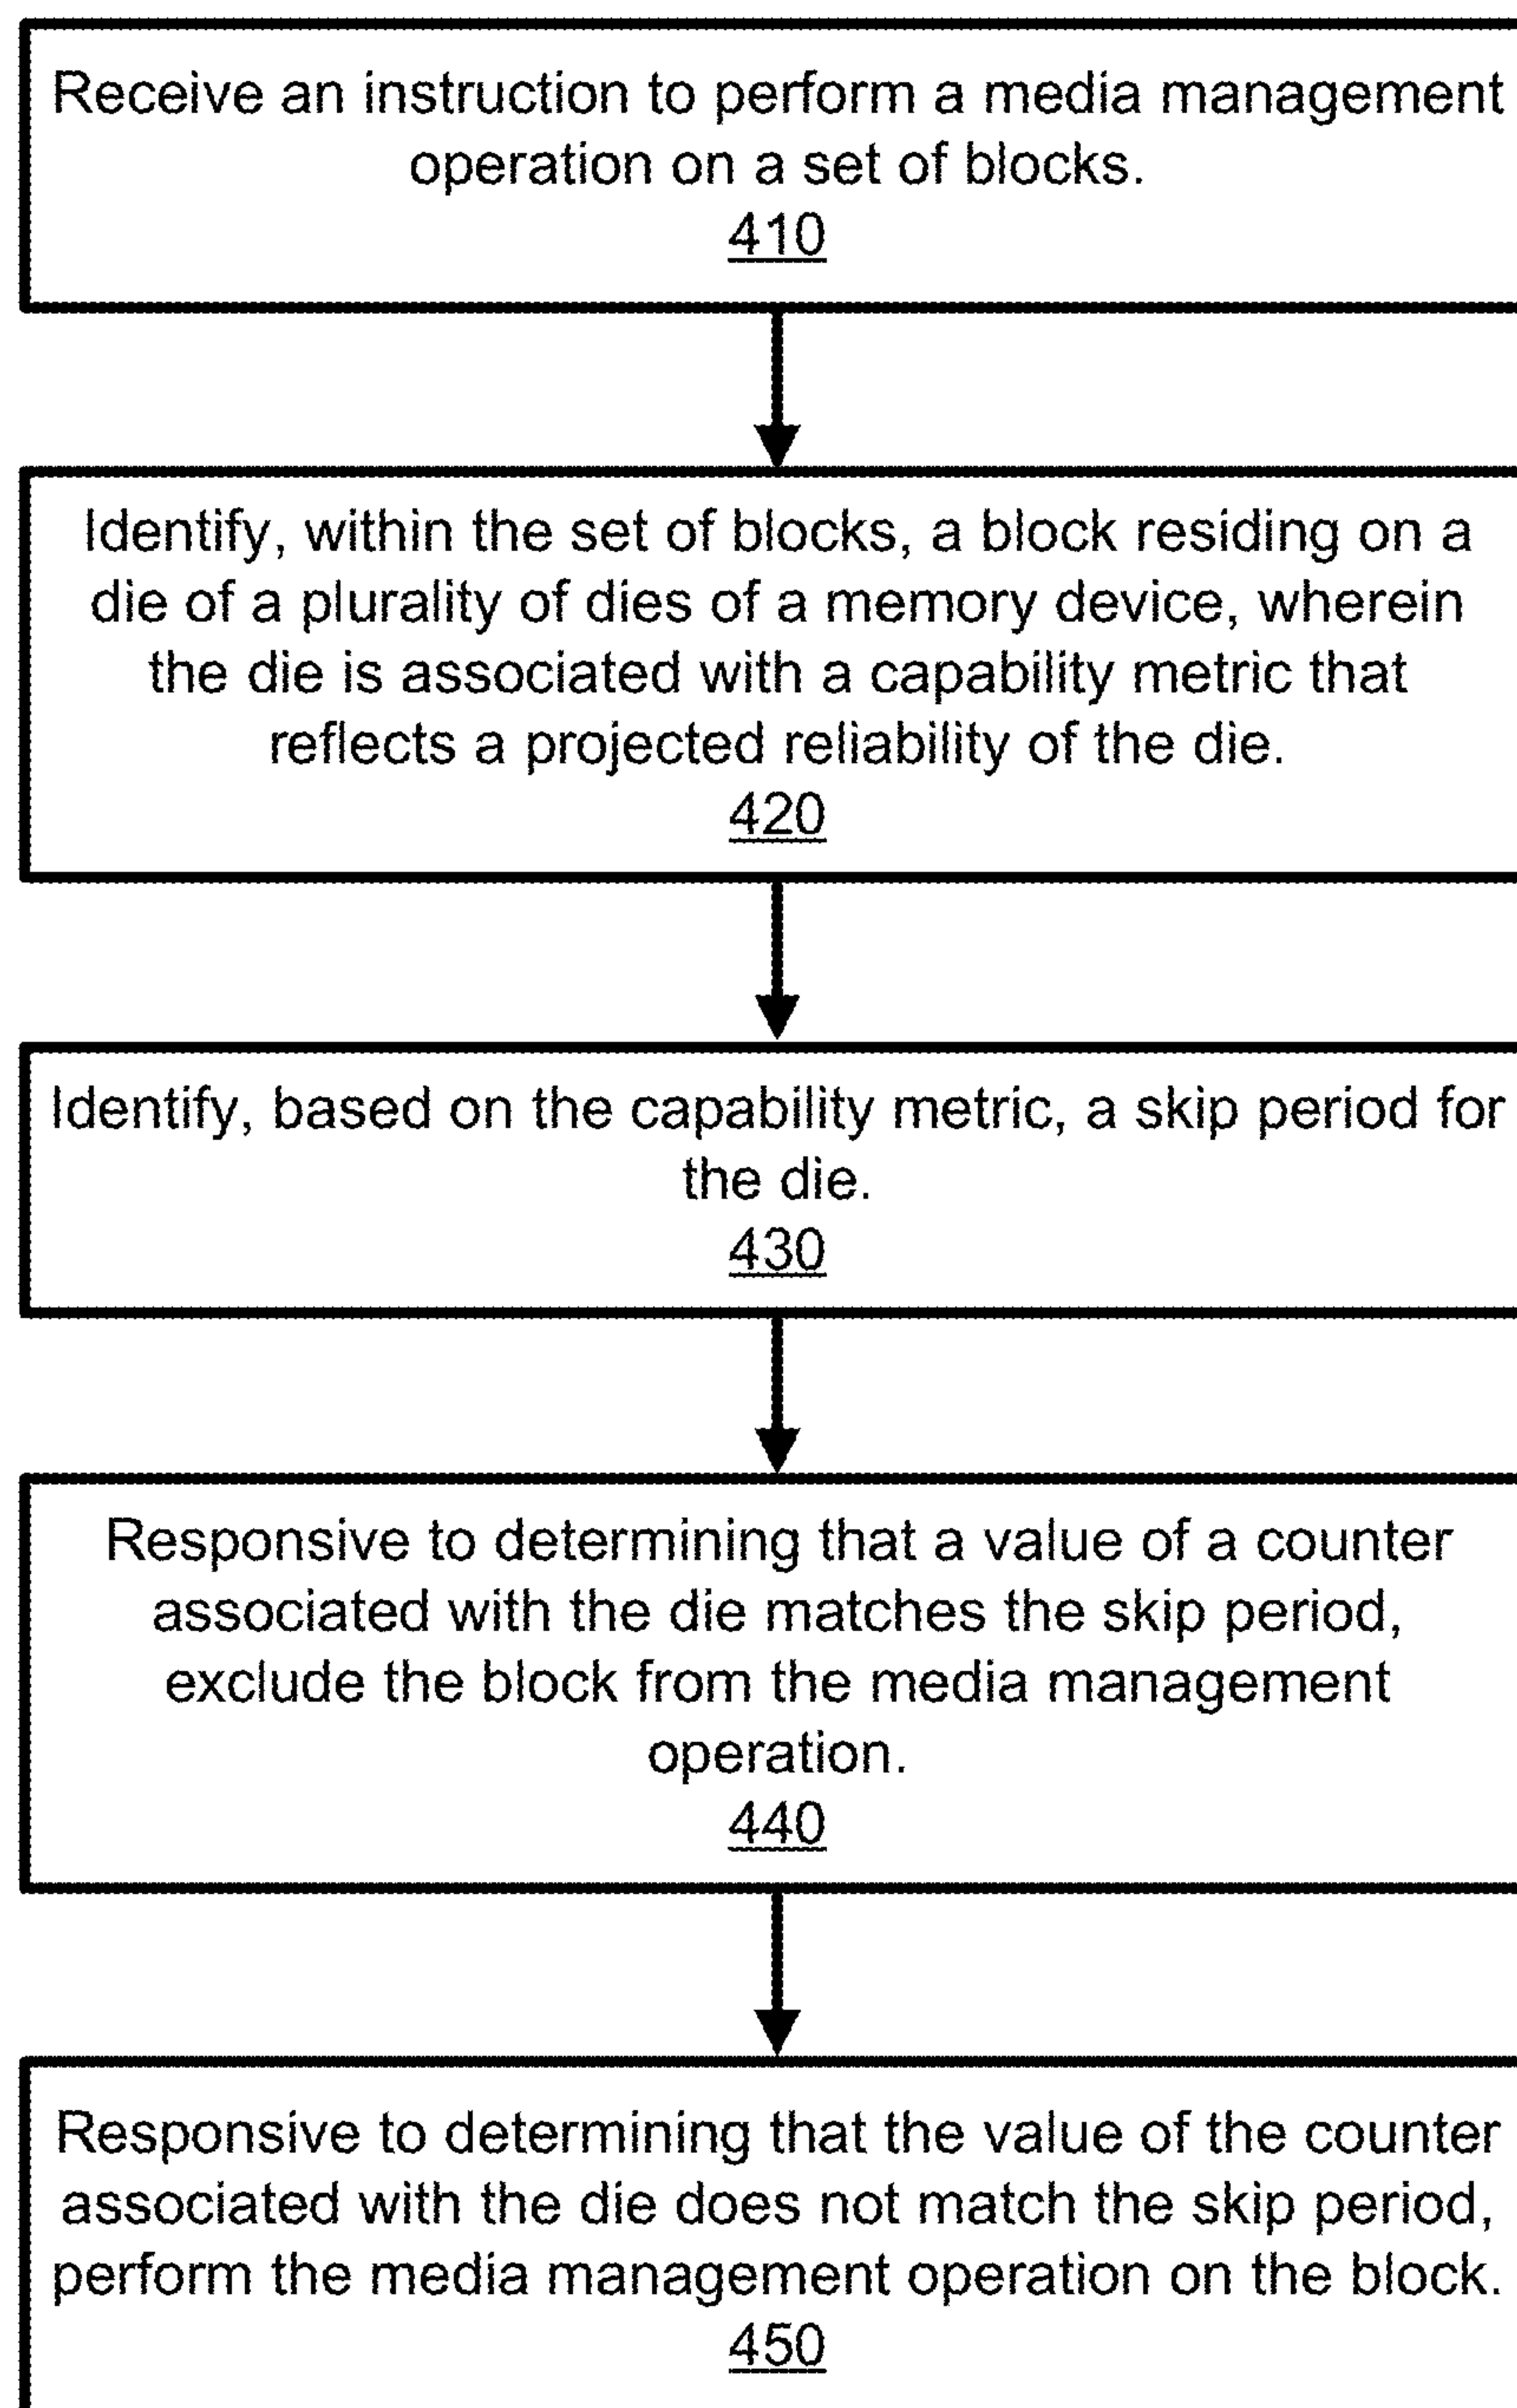 Receive an instruction to perform a media management
operation on a set of blocks.
410
Identify, within the set of blocks, a block residing on a
die of a plurality of dies of a memory device, wherein
the die is associated with a capability metric that
reflects a projected reliability of the die.
420
Identify, based on the capability metric, a skip period for
the die.
430
Responsive to determining that a value of a counter
associated with the die matches the skip period,
exclude the block from the media management
operation.
440
Responsive to determining that the value of the counter
associated with the die does not match the skip period,
perform the media management operation on the block.
450